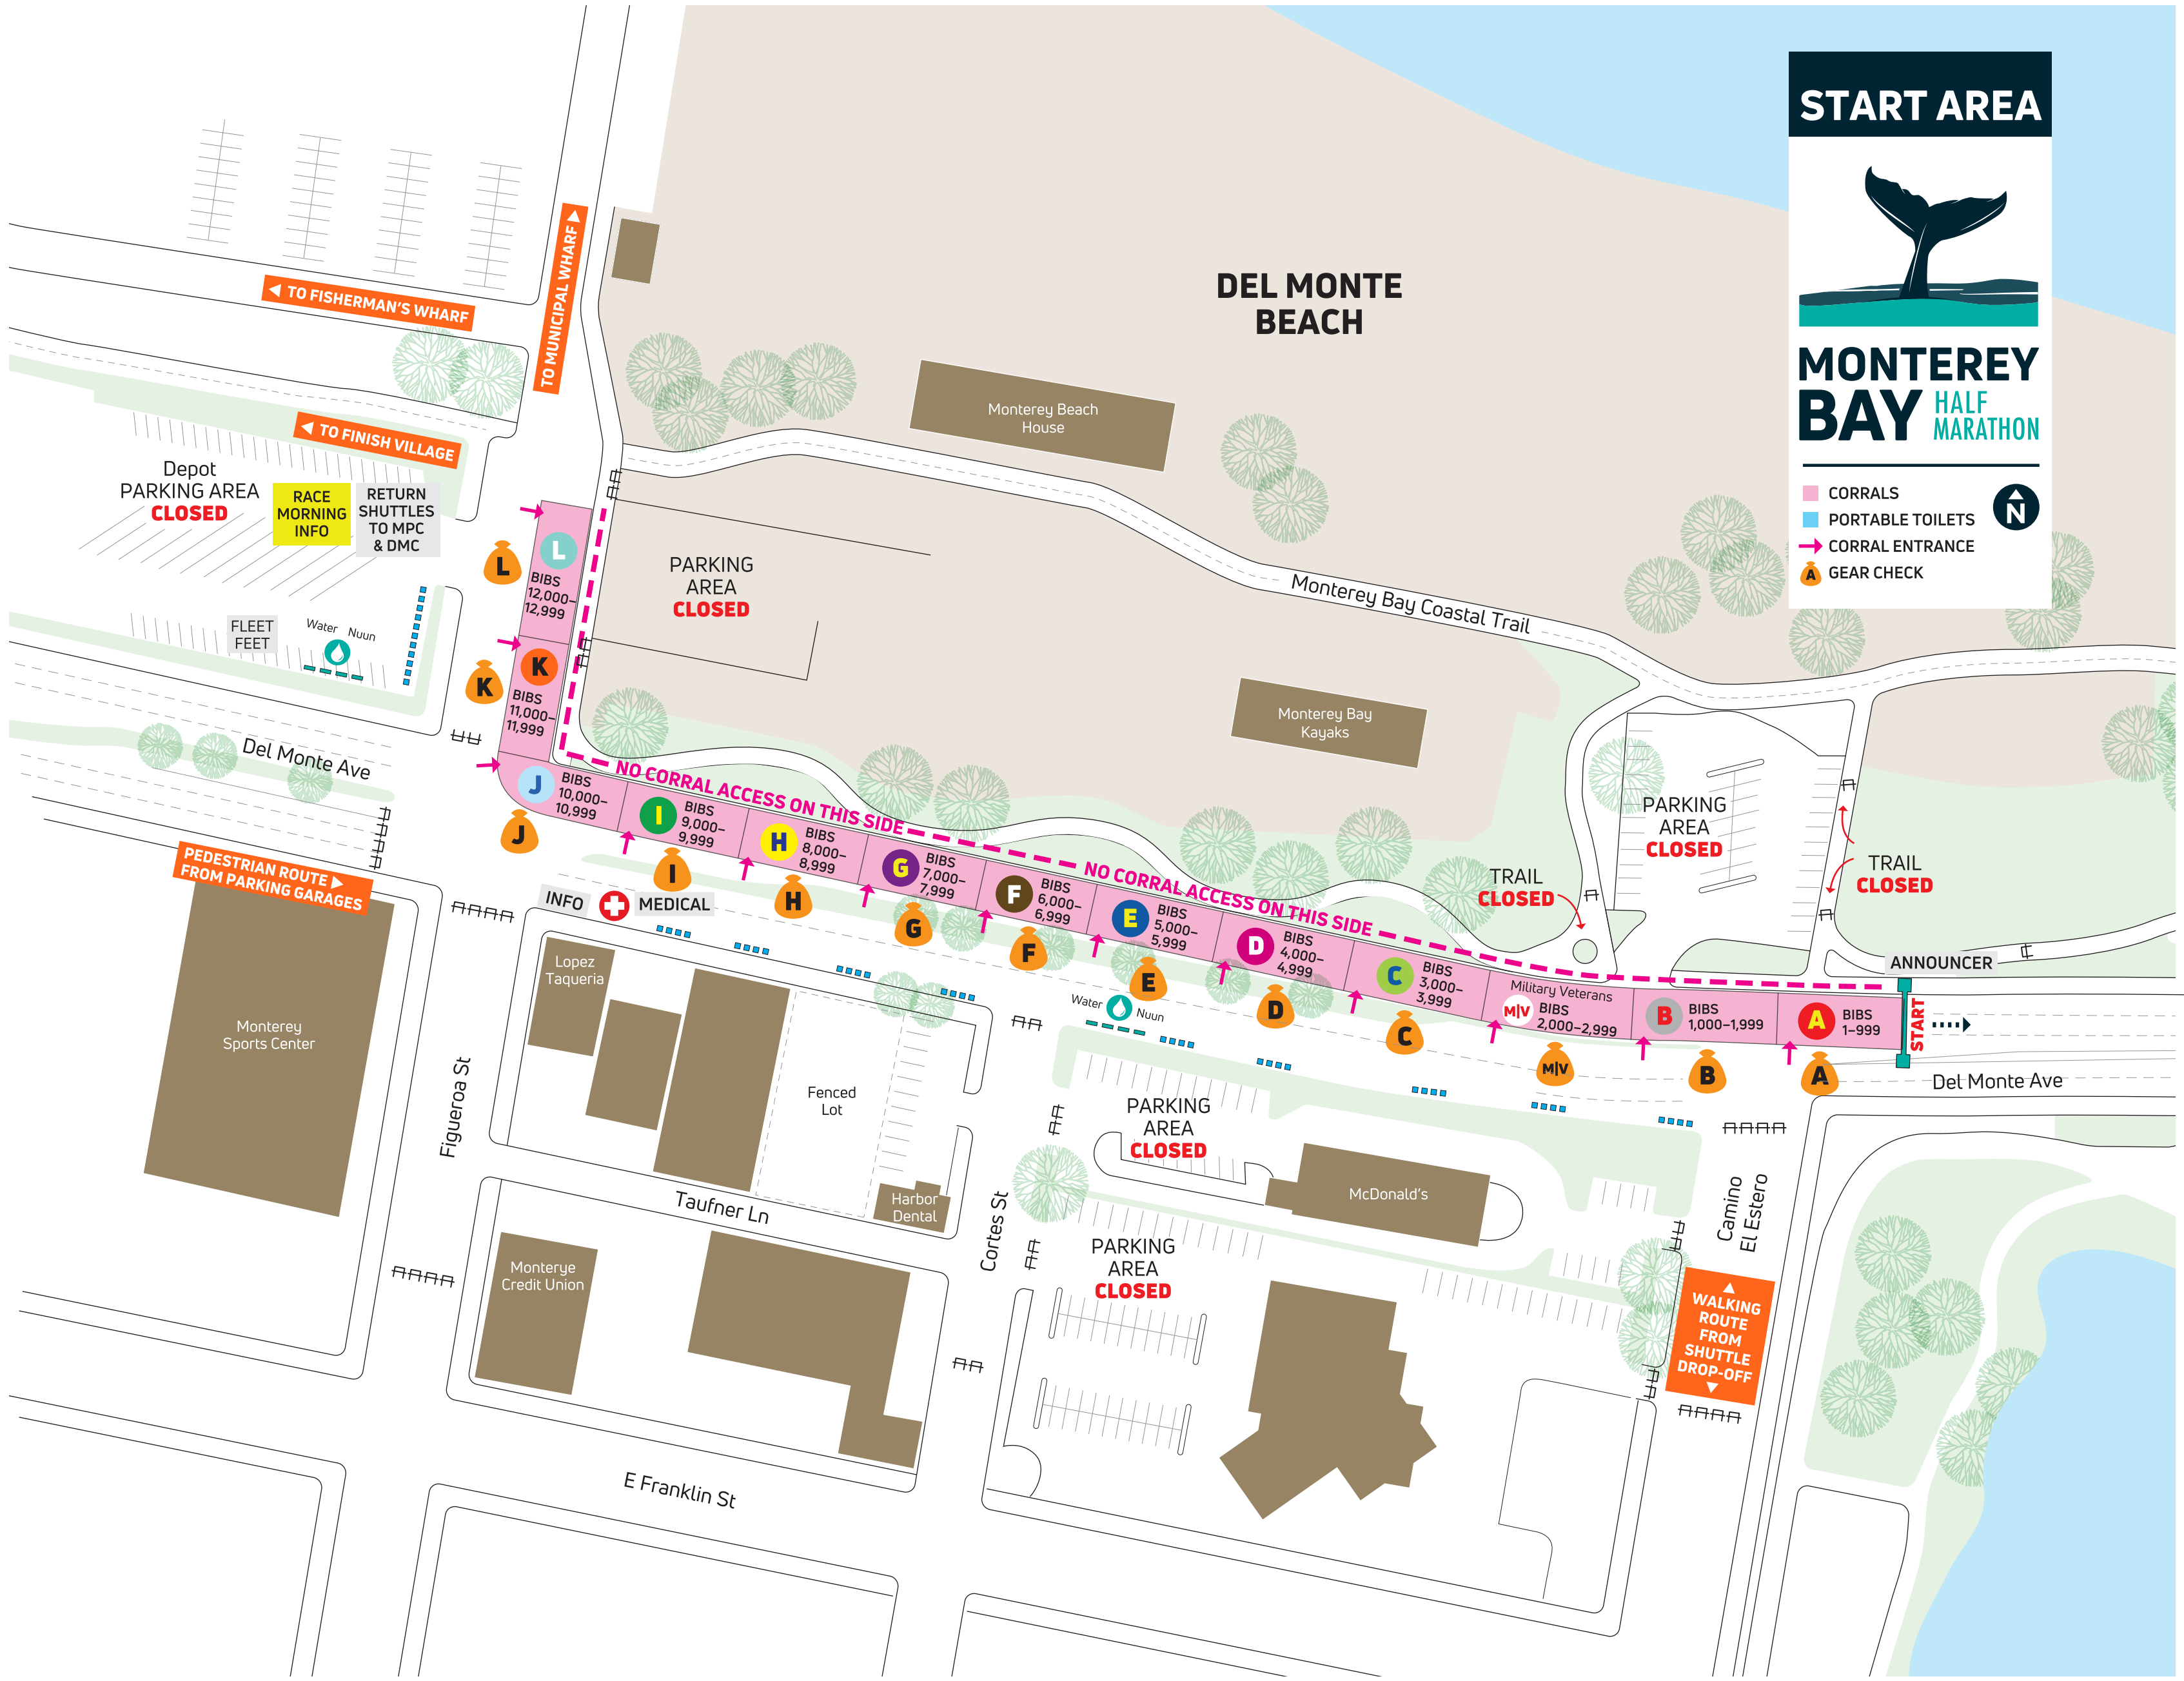 START AREA
MONTEREY
BAY HALF
MARATHON
CORRALS
PORTABLE TOILETS
CORRAL ENTRANCE
A GEAR CHECK
N
TO MUNICIPAL WHARF
TO FISHERMAN'S WHARF
TO FINISH VILLAGE
DEL MONTE
BEACH
Monterey Beach
House
Depot
PARKING AREA
CLOSED
RACE
MORNING
INFO
RETURN
SHUTTLES
TO MPC
& DMC
L
L
BIBS
12,000–
12,999
PARKING
AREA
CLOSED
Monterey Bay Coastal Trail
FLEET
FEET
Water Nuun
K
K
BIBS
11,000–
11,999
Monterey Bay
Kayaks
Del Monte Ave
NO CORRAL ACCESS ON THIS SIDE
NO CORRAL ACCESS ON THIS SIDE
J
BIBS
10,000–
10,999
I
BIBS
9,000–
9,999
H
BIBS
8,000–
8,999
G
BIBS
7,000–
7,999
F
BIBS
6,000–
6,999
E
BIBS
5,000–
5,999
D
BIBS
4,000–
4,999
C
BIBS
3,000–
3,999
Military Veterans
M|V
BIBS
2,000–2,999
B
BIBS
1,000–1,999
A
BIBS
1–999
START
ANNOUNCER
PARKING
AREA
CLOSED
TRAIL
CLOSED
TRAIL
CLOSED
J
I
H
G
F
E
D
C
M|V
B
A
Del Monte Ave
PEDESTRIAN ROUTE
FROM PARKING GARAGES
INFO
MEDICAL
Water Nuun
Lopez
Taqueria
Monterey
Sports Center
Figueroa St
Fenced
Lot
Harbor
Dental
Taufner Ln
Cortes St
PARKING
AREA
CLOSED
McDonald's
PARKING
AREA
CLOSED
Camino
El Estero
Monterye
Credit Union
WALKING
ROUTE
FROM
SHUTTLE
DROP-OFF
E Franklin St